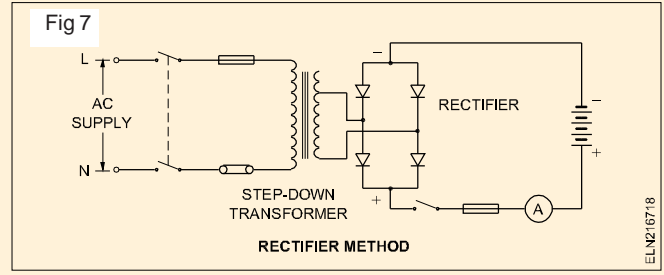 Fig 7
L
AC
SUPPLY
N
STEP-DOWN
TRANSFORMER
−
+
RECTIFIER
A
−
+
RECTIFIER METHOD
ELN216718